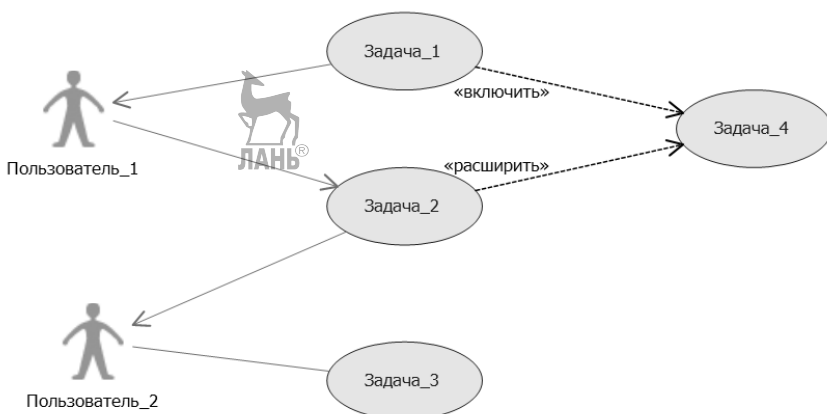 Задача_1
«включить»
Задача_4
ЛАНЬ®
Пользователь_1
«расширить»
Задача_2
Задача_3
Пользователь_2